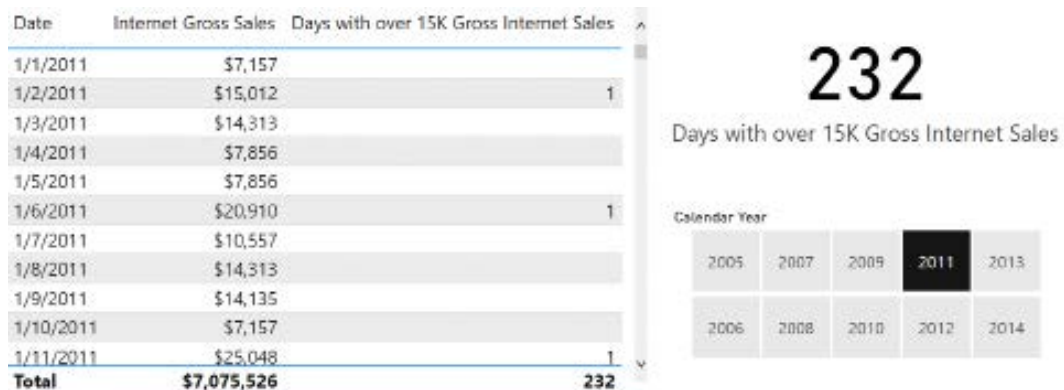 Date Internet Gross Sales Days with over 15K Gross Internet Sales
1/1/2011 $7,157
1/2/2011 $15,012 1
1/3/2011 $14,313
1/4/2011 $7,856
1/5/2011 $7,856
1/6/2011 $20,910 1
1/7/2011 $10,557
1/8/2011 $14,313
1/9/2011 $14,135
1/10/2011 $7,157
1/11/2011 $25,048 1
Total $7,075,526 232
232
Days with over 15K Gross Internet Sales
Calendar Year
2005 2007 2009 2011 2013
2006 2008 2010 2012 2014